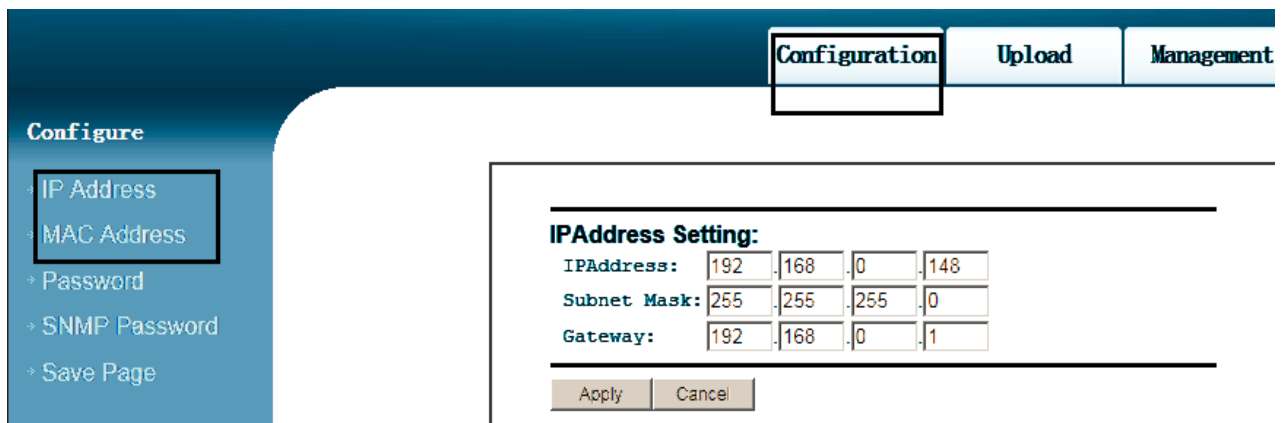 Configuration Upload Management
Configure
IP Address
MAC Address
Password
SNMP Password
Save Page
IPAddress Setting:
IPAddress: 192 .168 .0 .148
Subnet Mask: 255 .255 .255 .0
Gateway: 192 .168 .0 .1
Apply Cancel